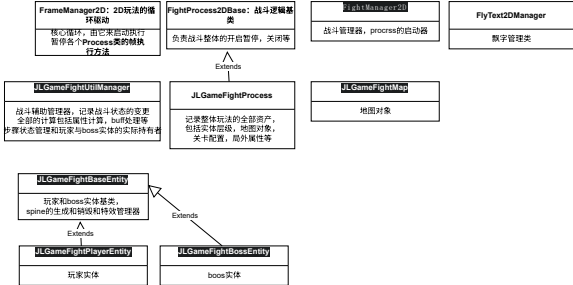 FrameManager2D：2D玩法的循
环驱动
核心循环，由它来启动执行
暂停各个Process类的帧执
行方法
FightProcess2DBase：战斗逻辑基
类
负责战斗整体的开启暂停，关闭等
FightManager2D
战斗管理器，procrss的启动器
FlyText2DManager
飘字管理类
Extends
JLGameFightUtilManager
战斗辅助管理器，记录战斗状态的变更
全部的计算包括属性计算，buff处理等
步骤状态管理和玩家与boss实体的实际持有者
JLGameFightProcess
记录整体玩法的全部资产，
包括实体层级，地图对象，
关卡配置，局外属性等
JLGameFightMap
地图对象
JLGameFightBaseEntity
玩家和boss实体基类，
spine的生成和销毁和特效管理器
Extends
Extends
JLGameFightPlayerEntity
玩家实体
JLGameFightBossEntity
boos实体